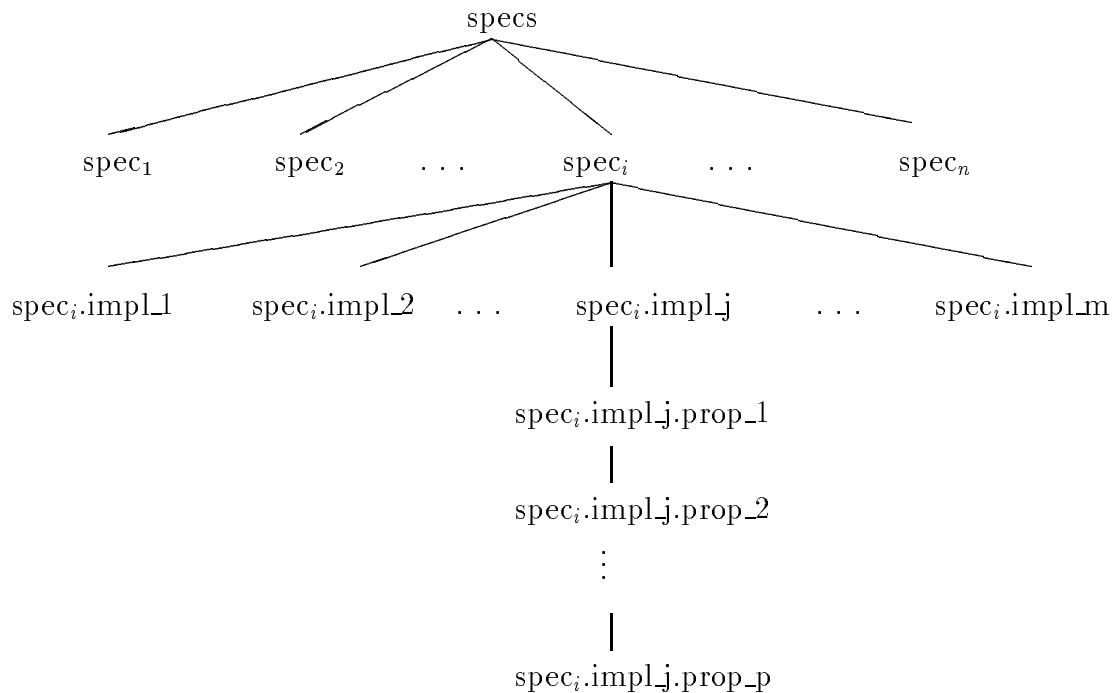 specs
spec₁ spec₂ . . . specᵢ . . . specₙ
specᵢ.impl_1 specᵢ.impl_2 . . . specᵢ.impl_j . . . specᵢ.impl_m
specᵢ.impl_j.prop_1
specᵢ.impl_j.prop_2
⋮
specᵢ.impl_j.prop_p